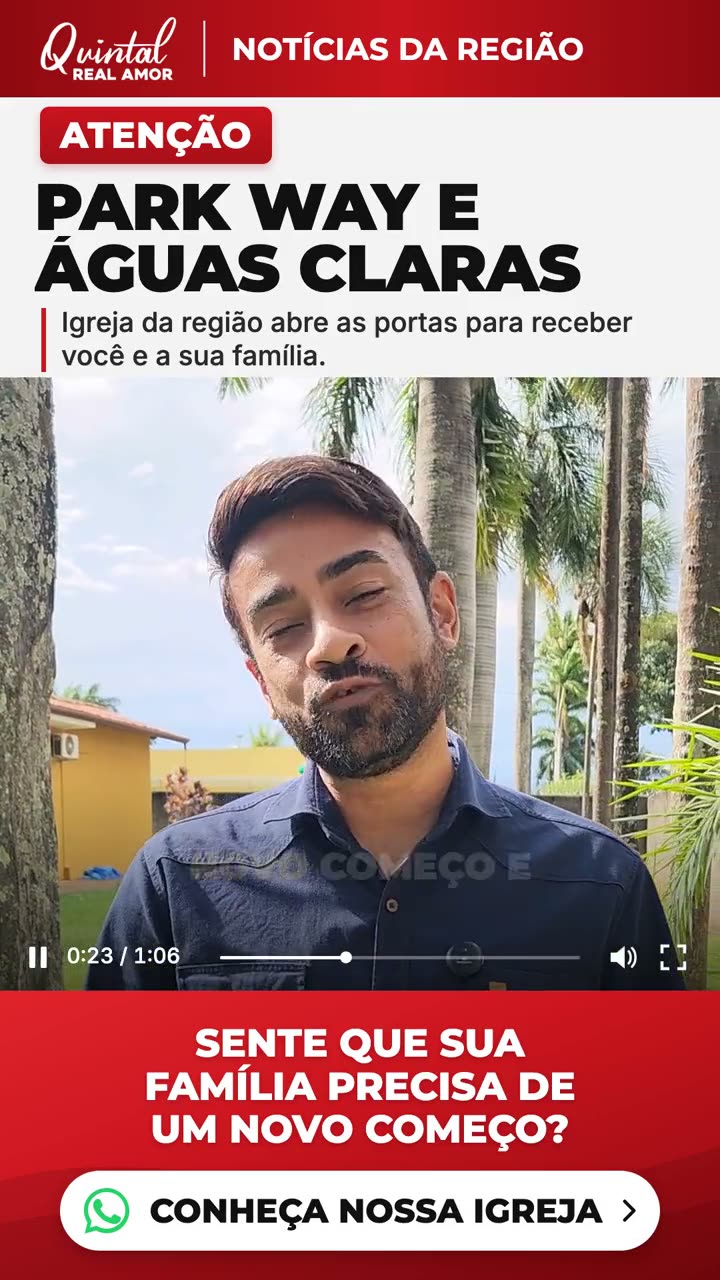 Quintal
REAL AMOR
NOTÍCIAS DA REGIÃO
ATENÇÃO
PARK WAY E
ÁGUAS CLARAS
Igreja da região abre as portas para receber
você e a sua família.
NOVO COMEÇO E
0:23 / 1:06
SENTE QUE SUA
FAMÍLIA PRECISA DE
UM NOVO COMEÇO?
CONHEÇA NOSSA IGREJA >